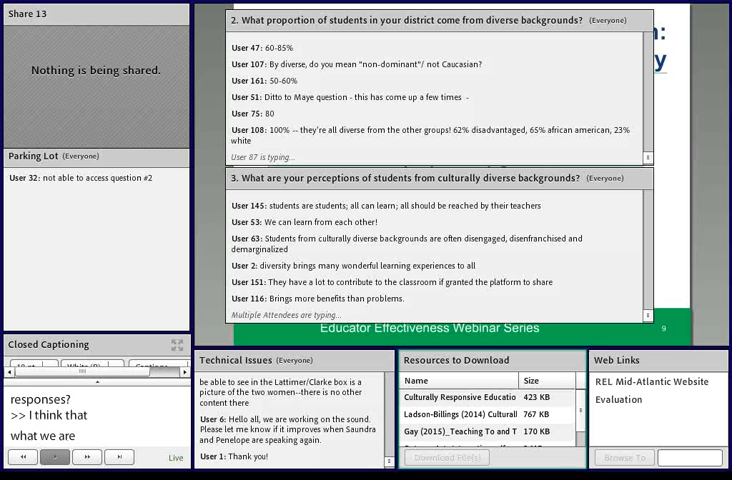 Share 13
Nothing is being shared.
Parking Lot (Everyone)
User 32: not able to access question #2
2. What proportion of students in your district come from diverse backgrounds? (Everyone)
User 47: 60-85%
User 107: By diverse, do you mean "non-dominant"/ not Caucasian?
User 161: 50-60%
User 51: Ditto to Maye question - this has come up a few times -
User 75: 80
User 108: 100% -- they're all diverse from the other groups! 62% disadvantaged, 65% african american, 23%
white
User 87 is typing...
3. What are your perceptions of students from culturally diverse backgrounds? (Everyone)
User 145: students are students; all can learn; all should be reached by their teachers
User 53: We can learn from each other!
User 63: Students from culturally diverse backgrounds are often disengaged, disenfranchised and
demarginalized
User 2: diversity brings many wonderful learning experiences to all
User 151: They have a lot to contribute to the classroom if granted the platform to share
User 116: Brings more benefits than problems.
Multiple Attendees are typing...
Educator Effectiveness Webinar Series
9
Closed Captioning
responses?
>> I think that
what we are
Live
Technical Issues (Everyone)
be able to see in the Lattimer/Clarke box is a
picture of the two women--there is no other
content there
User 6: Hello all, we are working on the sound.
Please let me know if it improves when Saundra
and Penelope are speaking again.
User 1: Thank you!
Resources to Download
Name Size
Culturally Responsive Educatio 423 KB
Ladson-Billings (2014) Culturall 767 KB
Gay (2015)_Teaching To and T 170 KB
Download File(s)
Web Links
REL Mid-Atlantic Website
Evaluation
Browse To